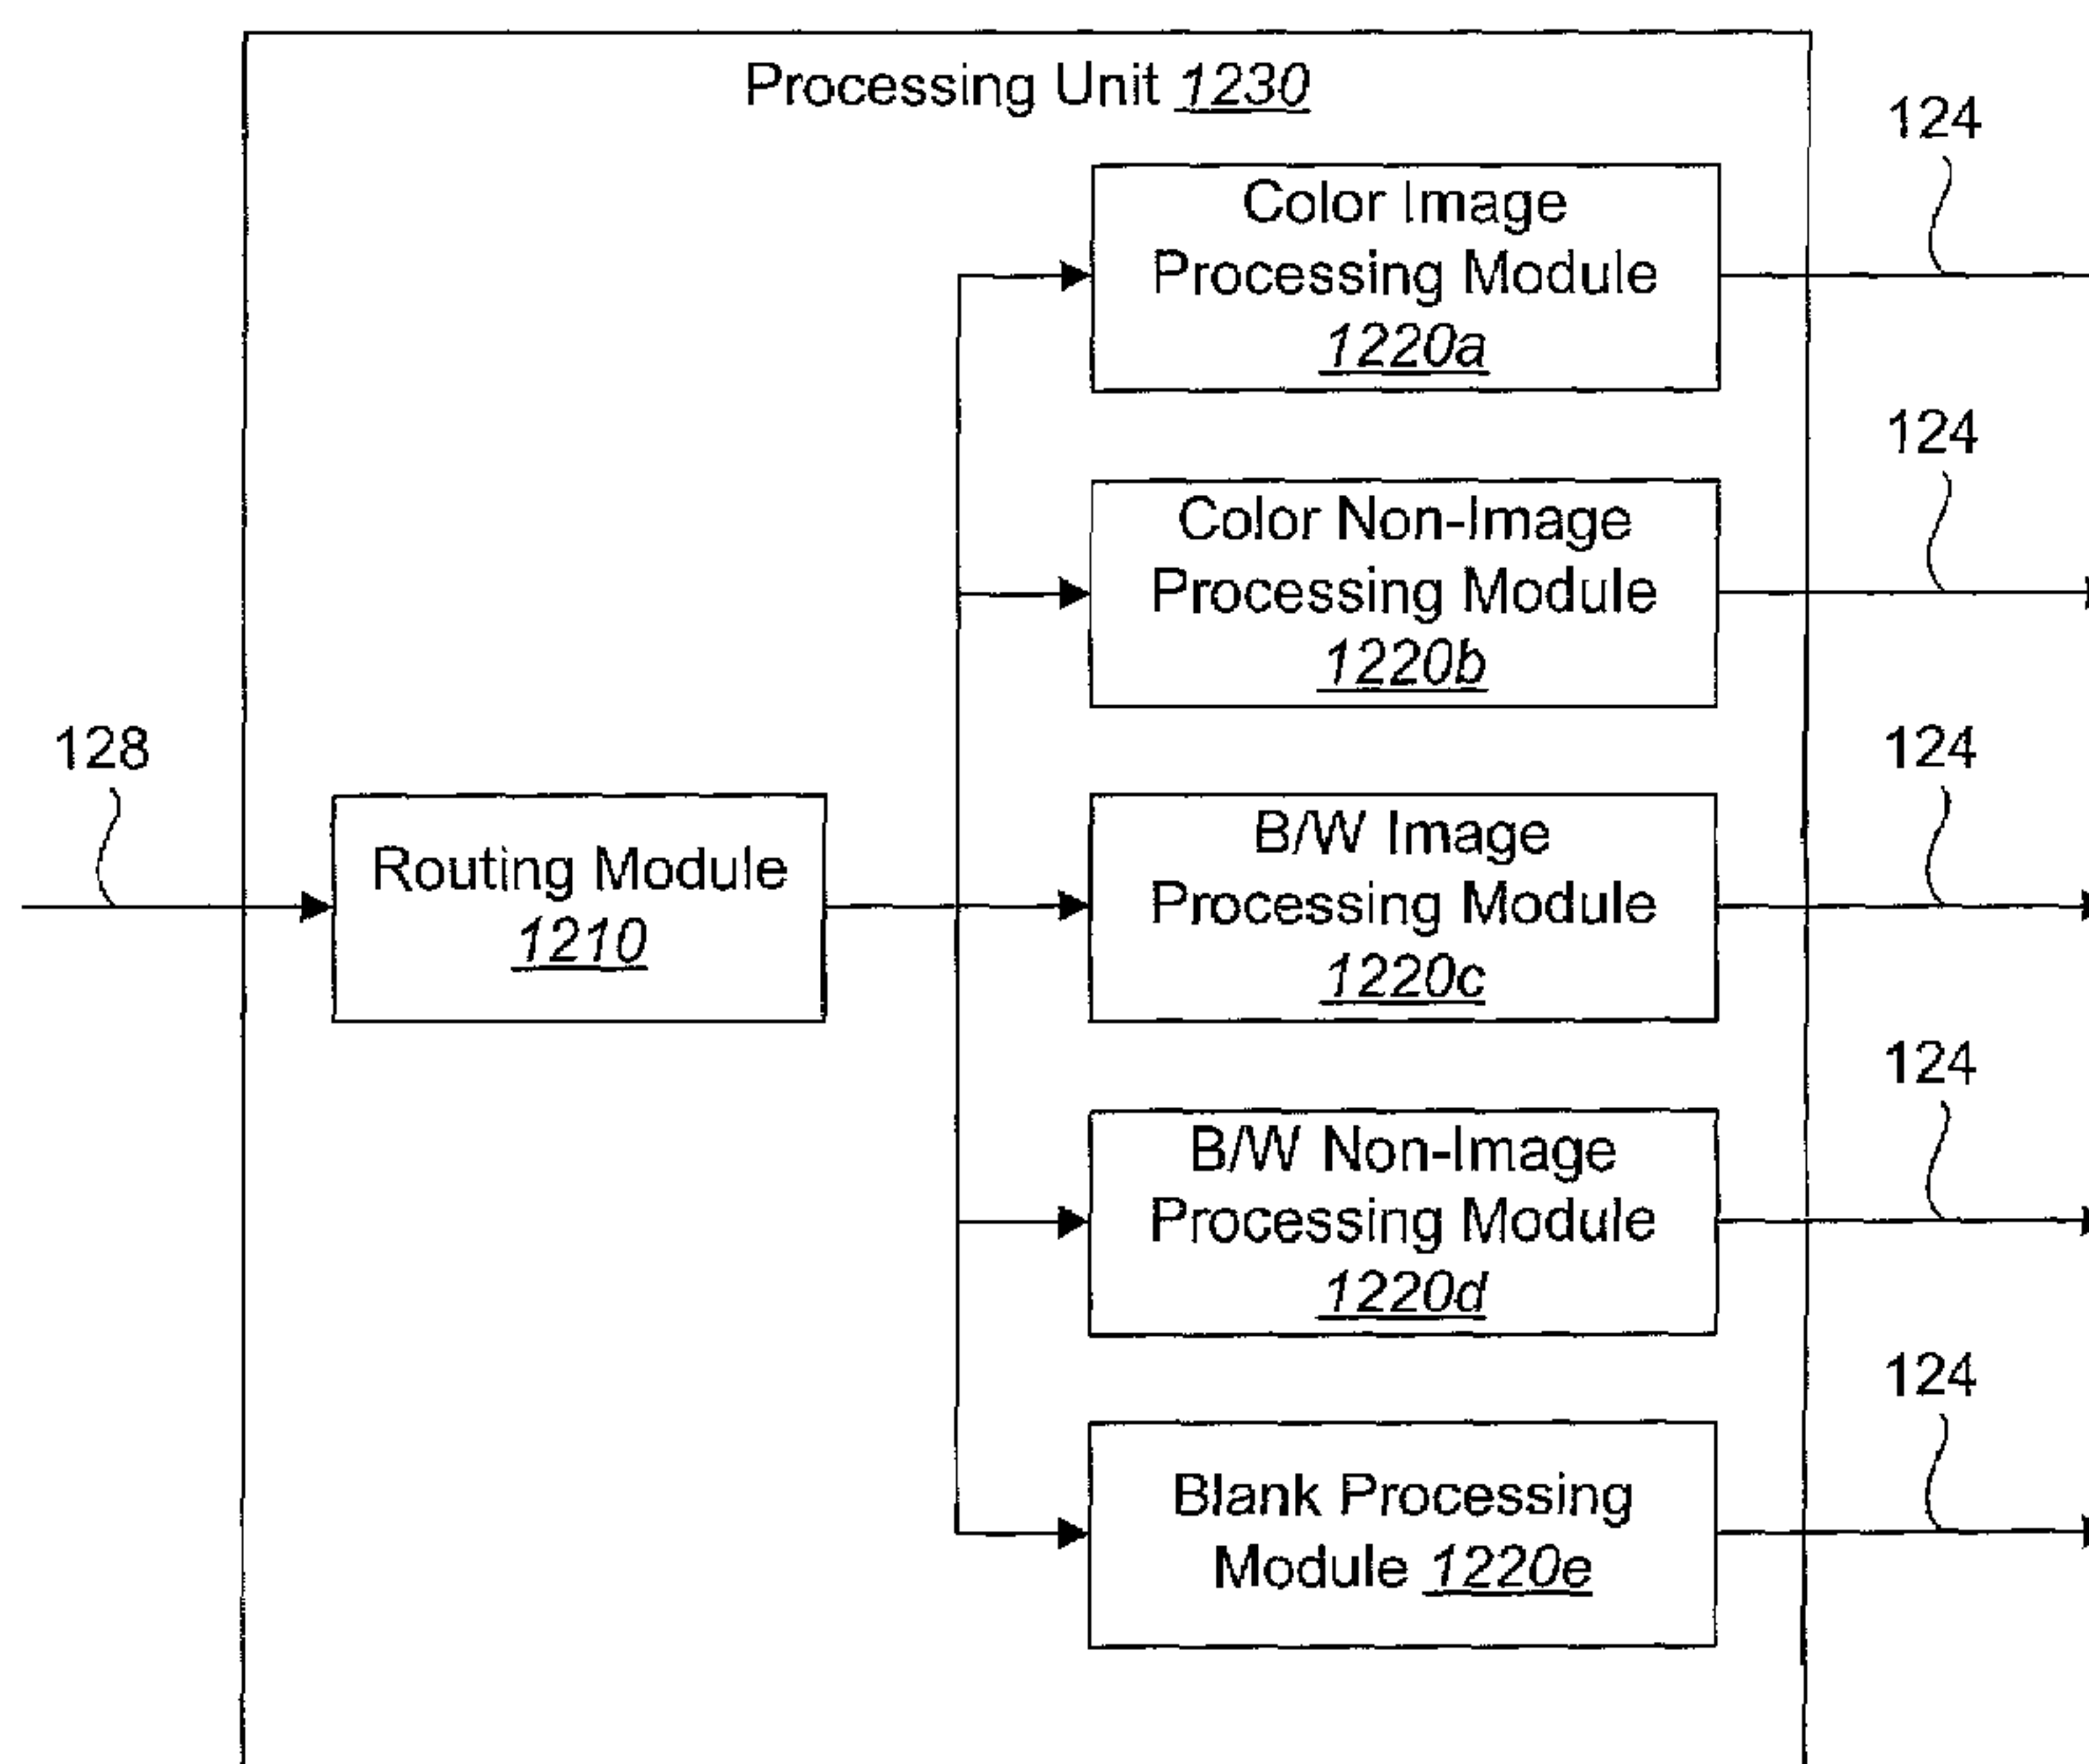 Processing Unit 1230
124
Color Image
Processing Module
1220a
124
Color Non-Image
Processing Module
1220b
128
124
Routing Module
1210
B/W Image
Processing Module
1220c
124
B/W Non-Image
Processing Module
1220d
124
Blank Processing
Module 1220e